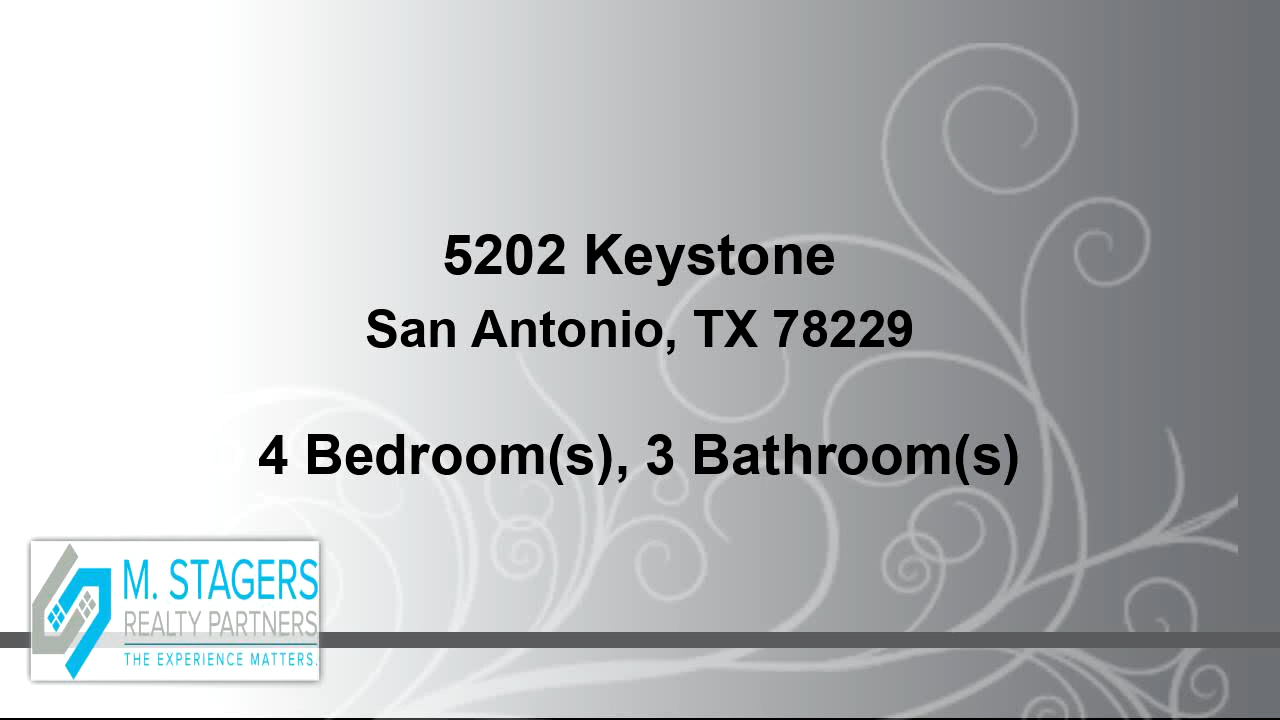 5202 Keystone
San Antonio, TX 78229
4 Bedroom(s), 3 Bathroom(s)
M. STAGERS
REALTY PARTNERS
THE EXPERIENCE MATTERS.